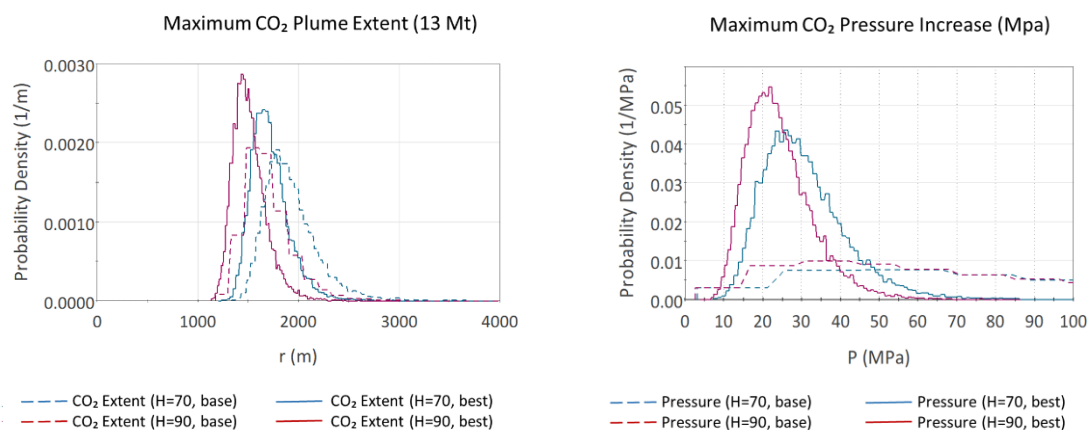 Maximum CO₂ Plume Extent (13 Mt)
Probability Density (1/m)
0.0030
0.0020
0.0010
0.0000
0 1000 2000 3000 4000
r (m)
CO₂ Extent (H=70, base) CO₂ Extent (H=70, best)
CO₂ Extent (H=90, base) CO₂ Extent (H=90, best)
Maximum CO₂ Pressure Increase (Mpa)
Probability Density (1/MPa)
0.05
0.04
0.03
0.02
0.01
0.00
0 10 20 30 40 50 60 70 80 90 100
P (MPa)
Pressure (H=70, base) Pressure (H=70, best)
Pressure (H=90, base) Pressure (H=90, best)